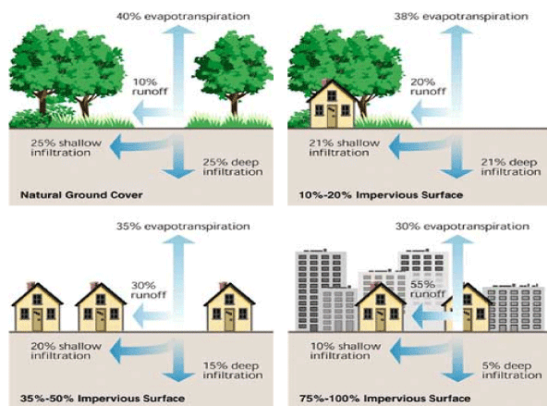 40% evapotranspiration
10%
runoff
25% shallow
infiltration
25% deep
infiltration
Natural Ground Cover
38% evapotranspiration
20%
runoff
21% shallow
infiltration
21% deep
infiltration
10%-20% Impervious Surface
35% evapotranspiration
30%
runoff
20% shallow
infiltration
15% deep
infiltration
35%-50% Impervious Surface
30% evapotranspiration
55%
runoff
10% shallow
infiltration
5% deep
infiltration
75%-100% Impervious Surface